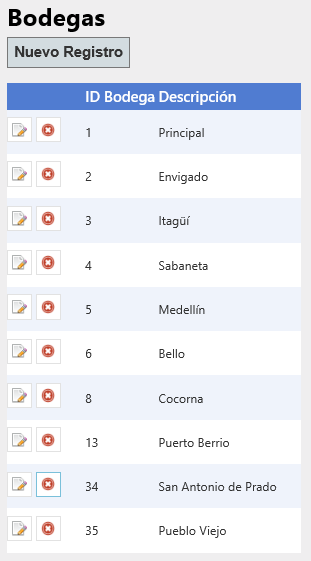 Bodegas
Nuevo Registro
ID Bodega Descripción
1 Principal
2 Envigado
3 Itagüí
4 Sabaneta
5 Medellín
6 Bello
8 Cocorna
13 Puerto Berrio
34 San Antonio de Prado
35 Pueblo Viejo